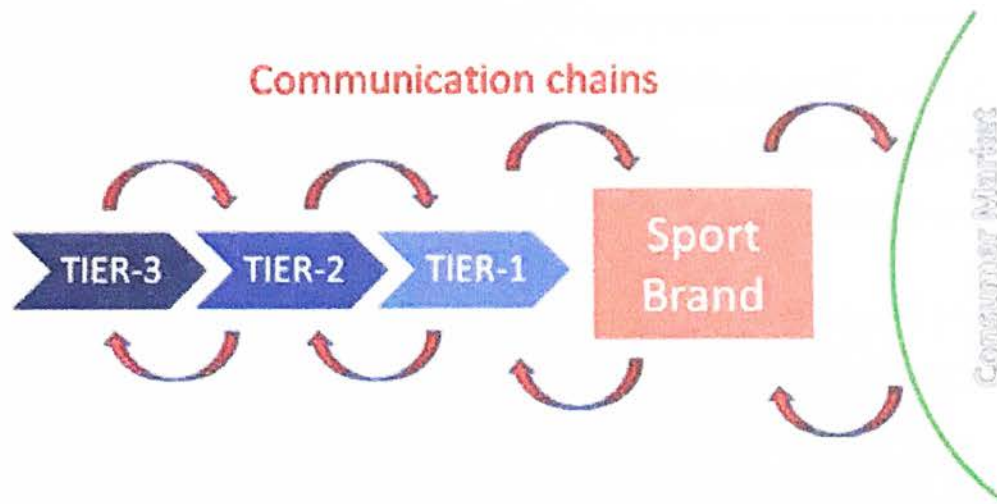 Communication chains
TIER-3
TIER-2
TIER-1
Sport
Brand
Consumer Market